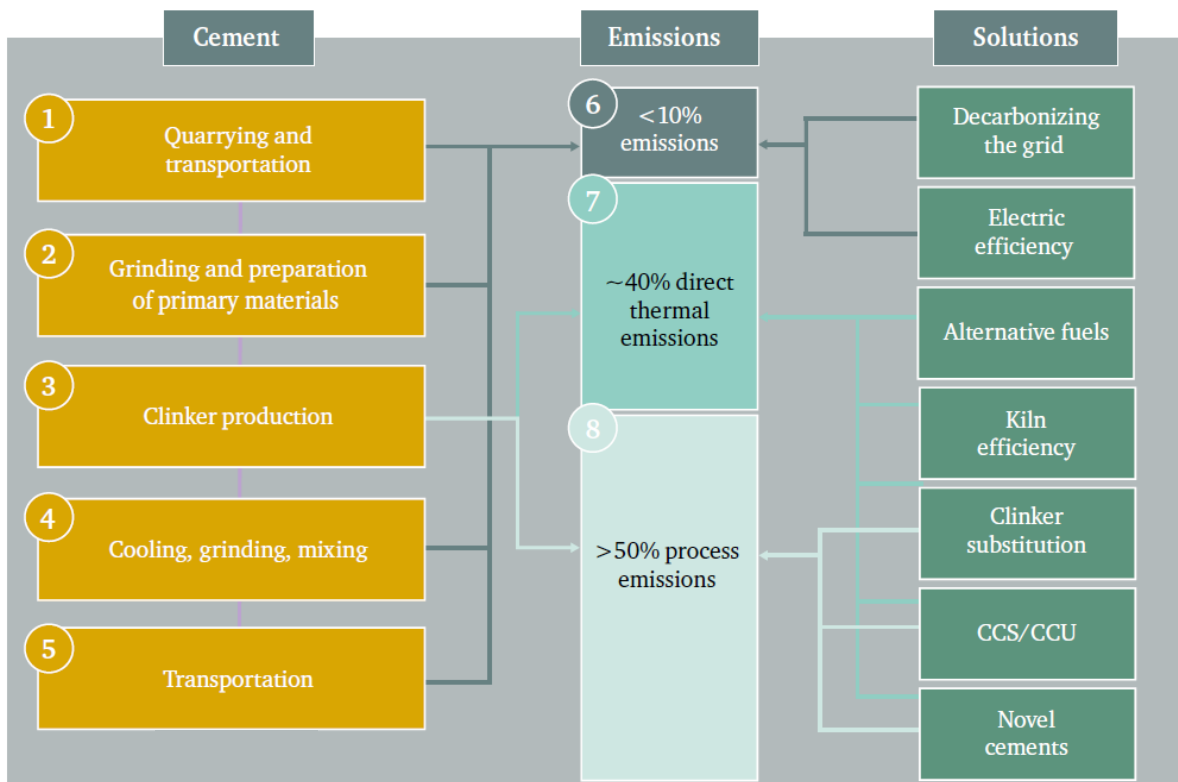 Cement
Emissions
Solutions
1
Quarrying and
transportation
2
Grinding and preparation
of primary materials
3
Clinker production
4
Cooling, grinding, mixing
5
Transportation
6
<10%
emissions
7
~40% direct
thermal
emissions
8
>50% process
emissions
Decarbonizing
the grid
Electric
efficiency
Alternative fuels
Kiln
efficiency
Clinker
substitution
CCS/CCU
Novel
cements